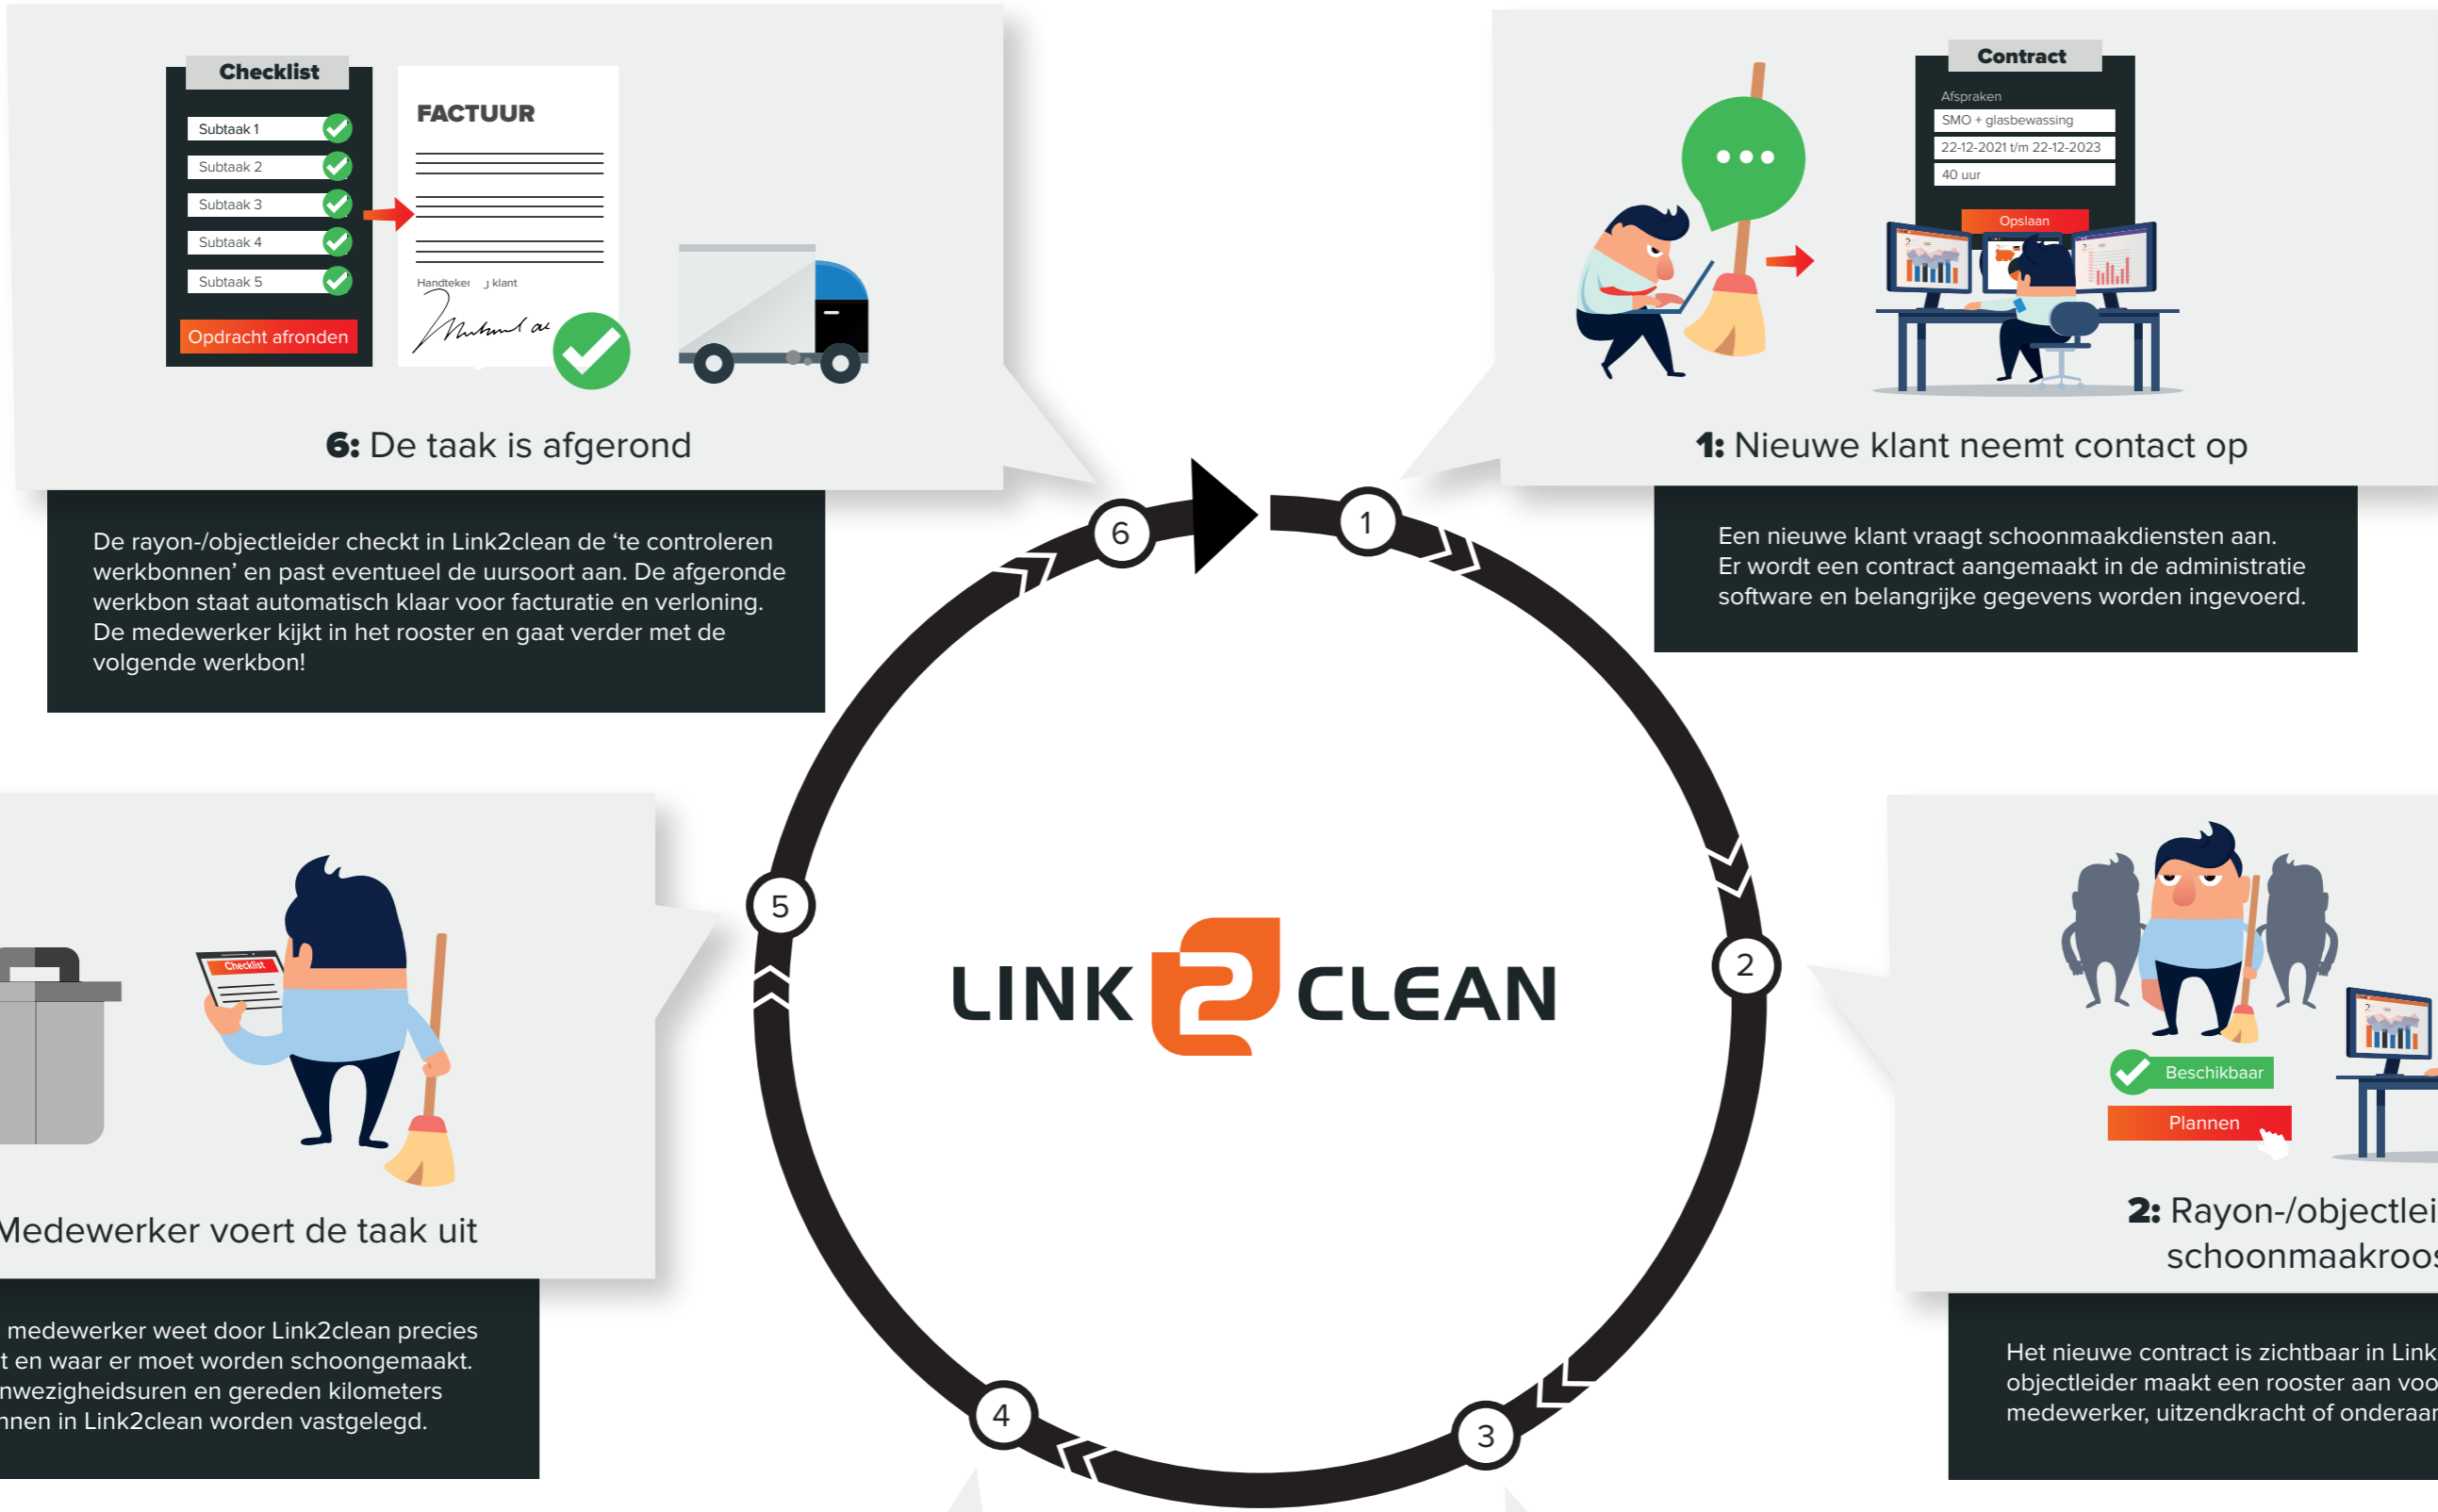 Checklist
Subtaak 1
Subtaak 2
Subtaak 3
Subtaak 4
Subtaak 5
Opdracht afronden
FACTUUR
klant
6: De taak is afgerond
De rayon-/objectleider checkt in Link2clean de ‘te controleren
werkbonnen’ en past eventueel de uursoort aan. De afgeronde
werkbon staat automatisch klaar voor facturatie en verloning.
De medewerker kijkt in het rooster en gaat verder met de
volgende werkbon!
Contract
Afspraken
SMO + glasbewassing
22-12-2021 t/m 22-12-2023
40 uur
Opslaan
1: Nieuwe klant neemt contact op
Een nieuwe klant vraagt schoonmaakdiensten aan.
Er wordt een contract aangemaakt in de administratie
software en belangrijke gegevens worden ingevoerd.
6
1
5
2
4
3
LINK 2 CLEAN
Checklist
Medewerker voert de taak uit
medewerker weet door Link2clean precies
en waar er moet worden schoongemaakt.
en gereden kilometers
in Link2clean worden vastgelegd.
Beschikbaar
Plannen
2: Rayon-/objectlei
schoonmaakroos
Het nieuwe contract is zichtbaar in Link
objectleider maakt een rooster aan voo
medewerker, uitzendkracht of onderaan